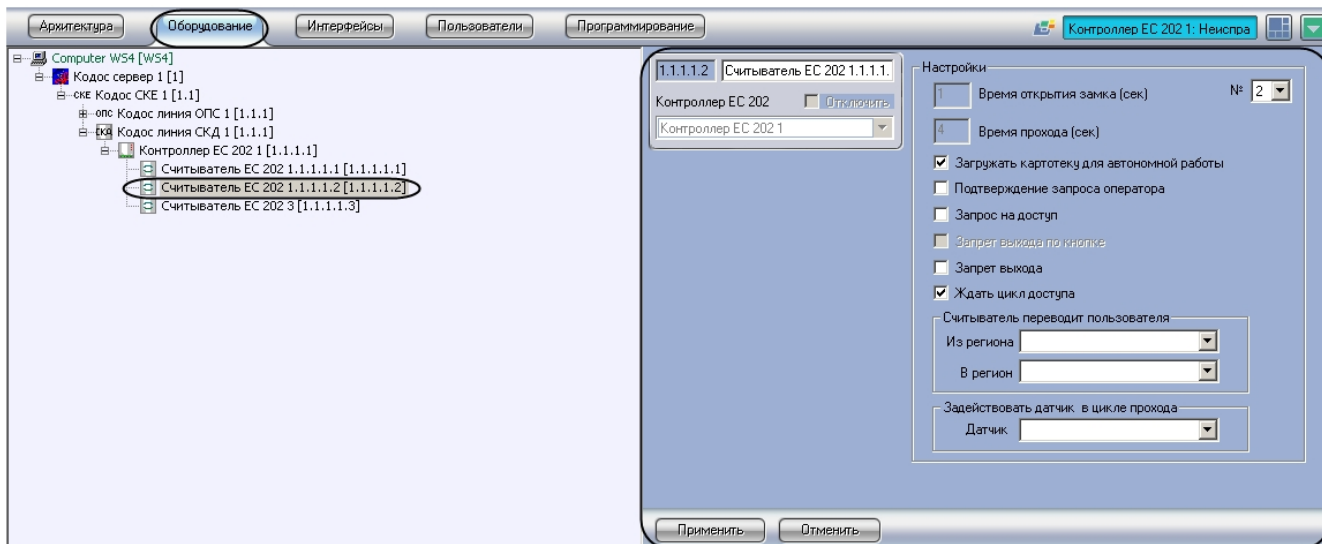 Архитектура Оборудование Интерфейсы Пользователи Программирование Контроллер ЕС 202 1: Неиспра
Computer WS4 [WS4]
Кодос сервер 1 [1]
СКЕ Кодос СКЕ 1 [1.1]
опс Кодос линия ОПС 1 [1.1.1]
СКД Кодос линия СКД 1 [1.1.1]
Контроллер ЕС 202 1 [1.1.1.1]
Считыватель ЕС 202 1.1.1.1.1 [1.1.1.1.1]
Считыватель ЕС 202 1.1.1.1.2 [1.1.1.1.2]
Считыватель ЕС 202 3 [1.1.1.1.3]
1.1.1.1.2 Считыватель ЕС 202 1.1.1.1.
Контроллер ЕС 202 Отключить
Контроллер ЕС 202 1
Настройки
1 Время открытия замка (сек) № 2
4 Время прохода (сек)
Загружать картотеку для автономной работы
Подтверждение запроса оператора
Запрос на доступ
Запрет выхода по кнопке
Запрет выхода
Ждать цикл доступа
Считыватель переводит пользователя
Из региона
В регион
Задействовать датчик в цикле прохода
Датчик
Применить Отменить